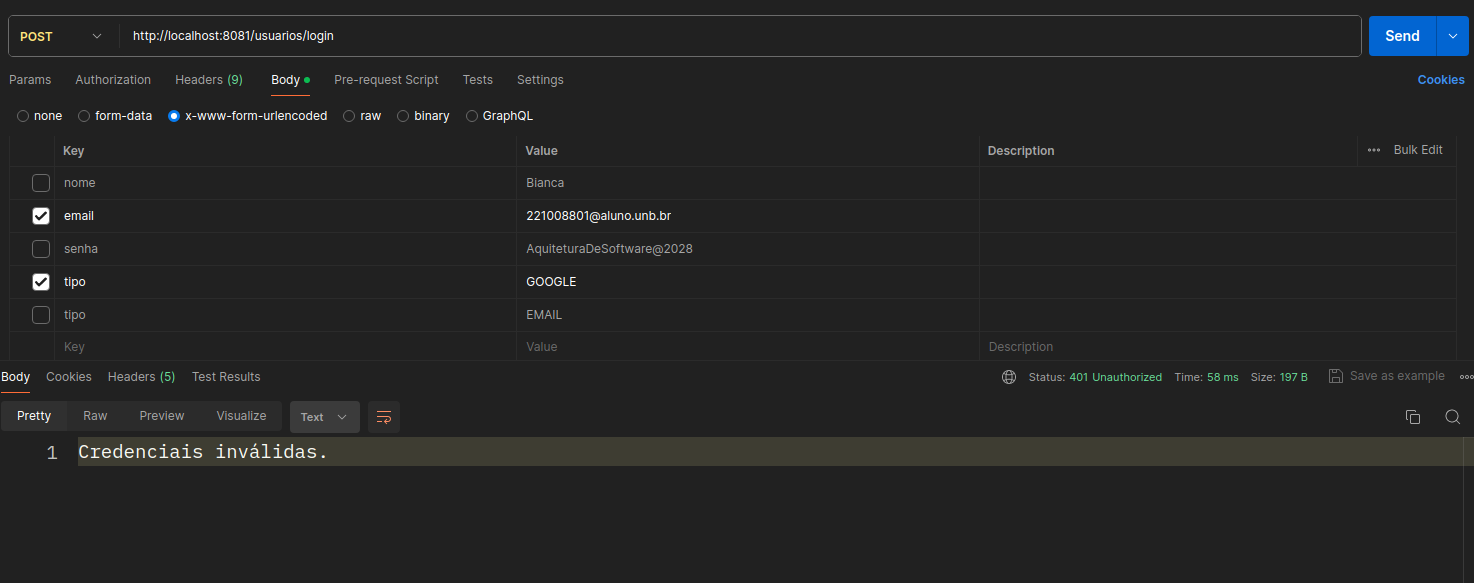 POST http://localhost:8081/usuarios/login Send
Params Authorization Headers (9) Body Pre-request Script Tests Settings Cookies
none form-data x-www-form-urlencoded raw binary GraphQL
Key Value Description Bulk Edit
nome Bianca
email 221008801@aluno.unb.br
senha AquiteturaDeSoftware@2028
tipo GOOGLE
tipo EMAIL
Key Value Description
Body Cookies Headers (5) Test Results Status: 401 Unauthorized Time: 58 ms Size: 197 B Save as example
Pretty Raw Preview Visualize Text
1 Credenciais inválidas.